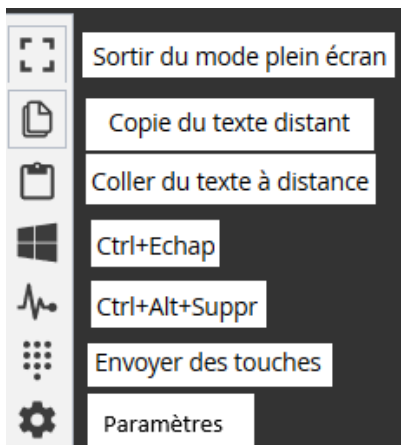 Sortir du mode plein écran
Copie du texte distant
Coller du texte à distance
Ctrl+Echap
Ctrl+Alt+Suppr
Envoyer des touches
Paramètres